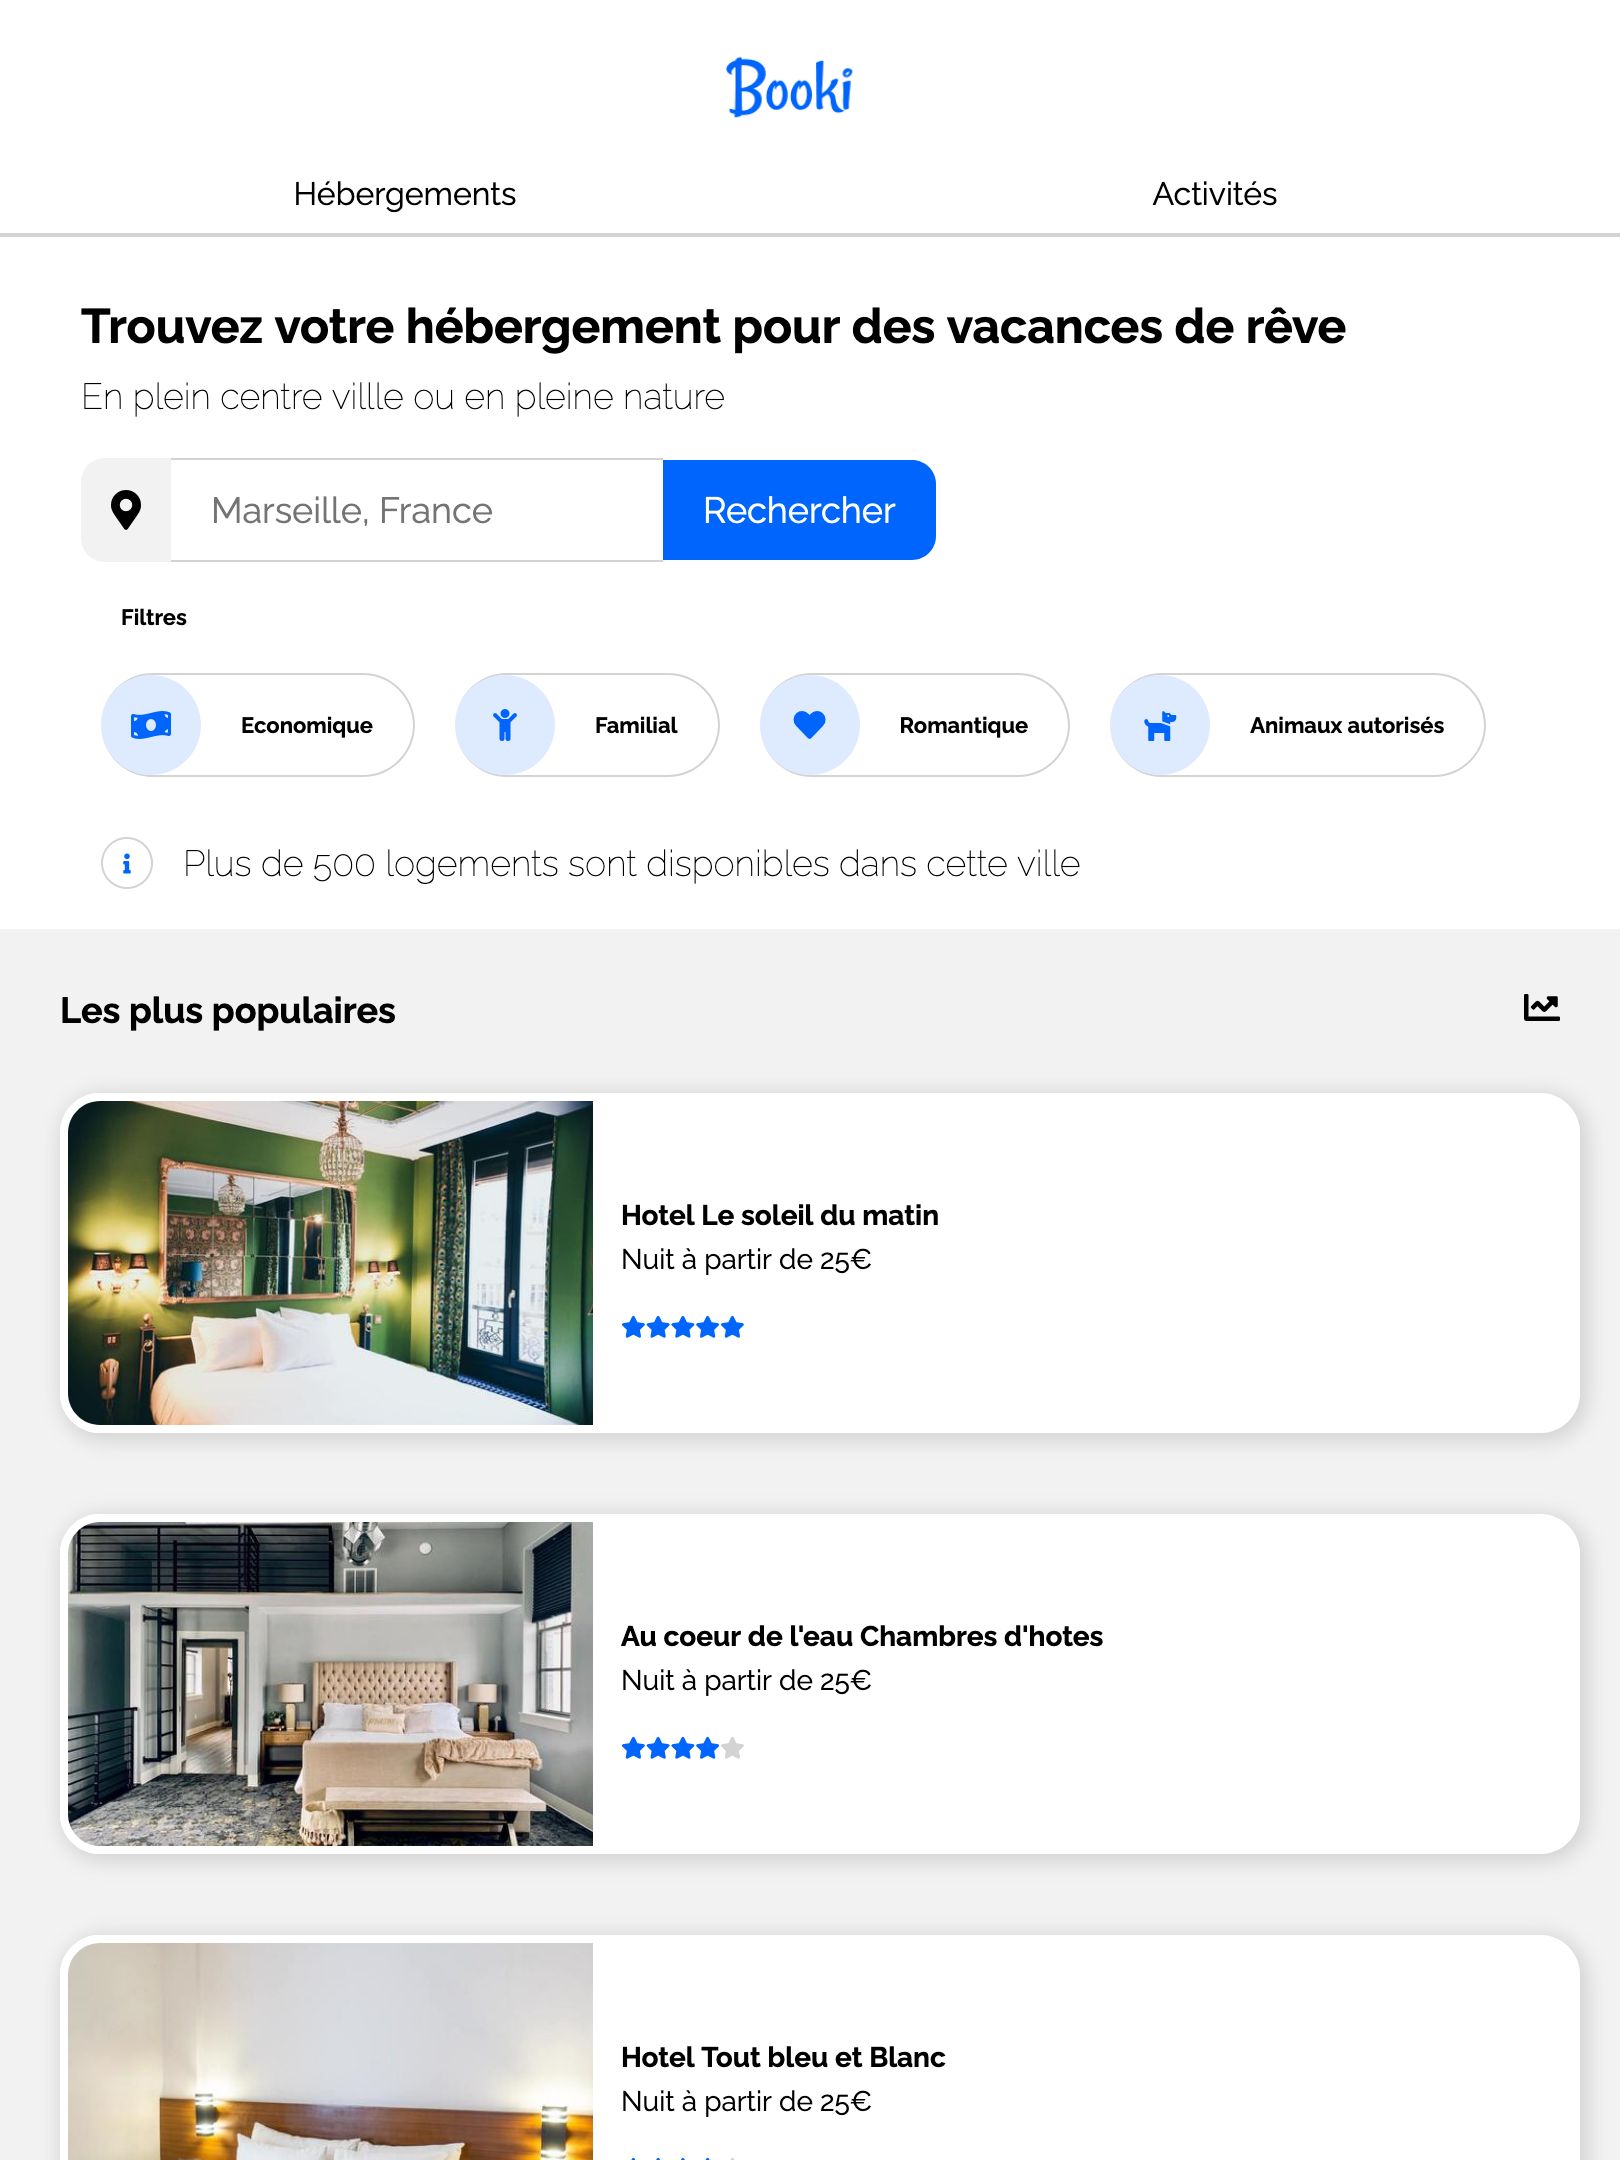 Booki
Hébergements
Activités
Trouvez votre hébergement pour des vacances de rêve
En plein centre villle ou en pleine nature
Marseille, France
Rechercher
Filtres
Economique
Familial
Romantique
Animaux autorisés
Plus de 500 logements sont disponibles dans cette ville
Les plus populaires
Hotel Le soleil du matin
Nuit à partir de 25€
Au coeur de l'eau Chambres d'hotes
Nuit à partir de 25€
Hotel Tout bleu et Blanc
Nuit à partir de 25€